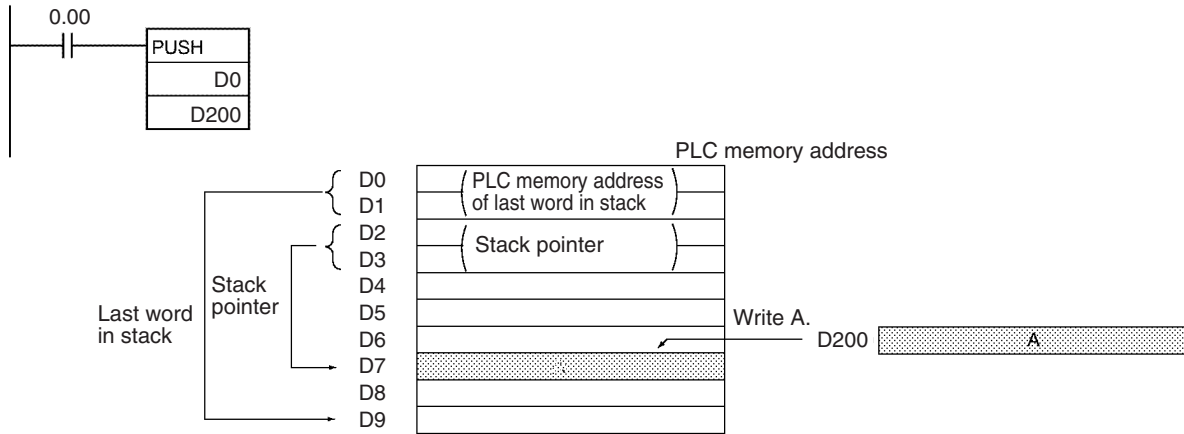 0.00
PUSH
D0
D200
PLC memory address
D0
D1
D2
D3
D4
D5
D6
D7
D8
D9
PLC memory address
of last word in stack
Stack pointer
Stack
pointer
Last word
in stack
Write A.
D200
A